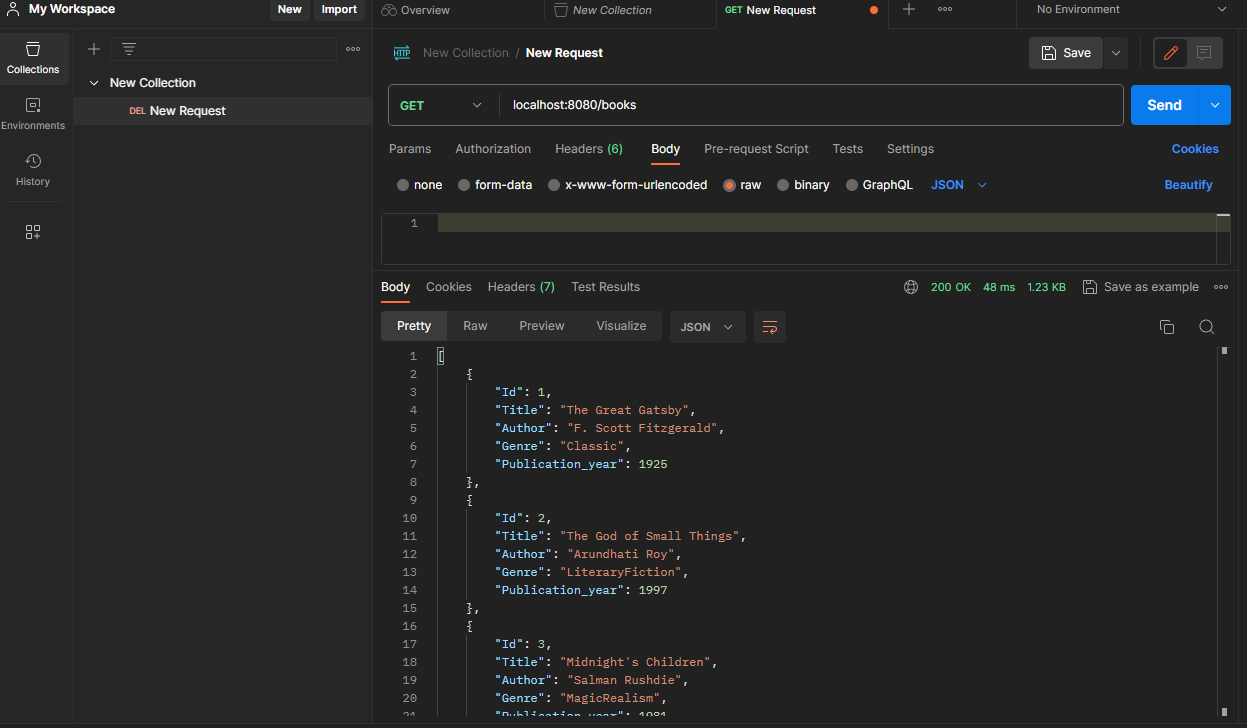 My Workspace
New
Import
Overview
New Collection
GET New Request
No Environment
Collections
Environments
History
New Collection
DEL New Request
HTTP New Collection / New Request
Save
GET
localhost:8080/books
Send
Params Authorization Headers (6) Body Pre-request Script Tests Settings Cookies
none form-data x-www-form-urlencoded raw binary GraphQL JSON Beautify
1
Body Cookies Headers (7) Test Results 200 OK 48 ms 1.23 KB Save as example
Pretty Raw Preview Visualize JSON
1 [
2 {
3 "Id": 1,
4 "Title": "The Great Gatsby",
5 "Author": "F. Scott Fitzgerald",
6 "Genre": "Classic",
7 "Publication_year": 1925
8 },
9 {
10 "Id": 2,
11 "Title": "The God of Small Things",
12 "Author": "Arundhati Roy",
13 "Genre": "LiteraryFiction",
14 "Publication_year": 1997
15 },
16 {
17 "Id": 3,
18 "Title": "Midnight's Children",
19 "Author": "Salman Rushdie",
20 "Genre": "MagicRealism",
21 "Publication_year": 1981